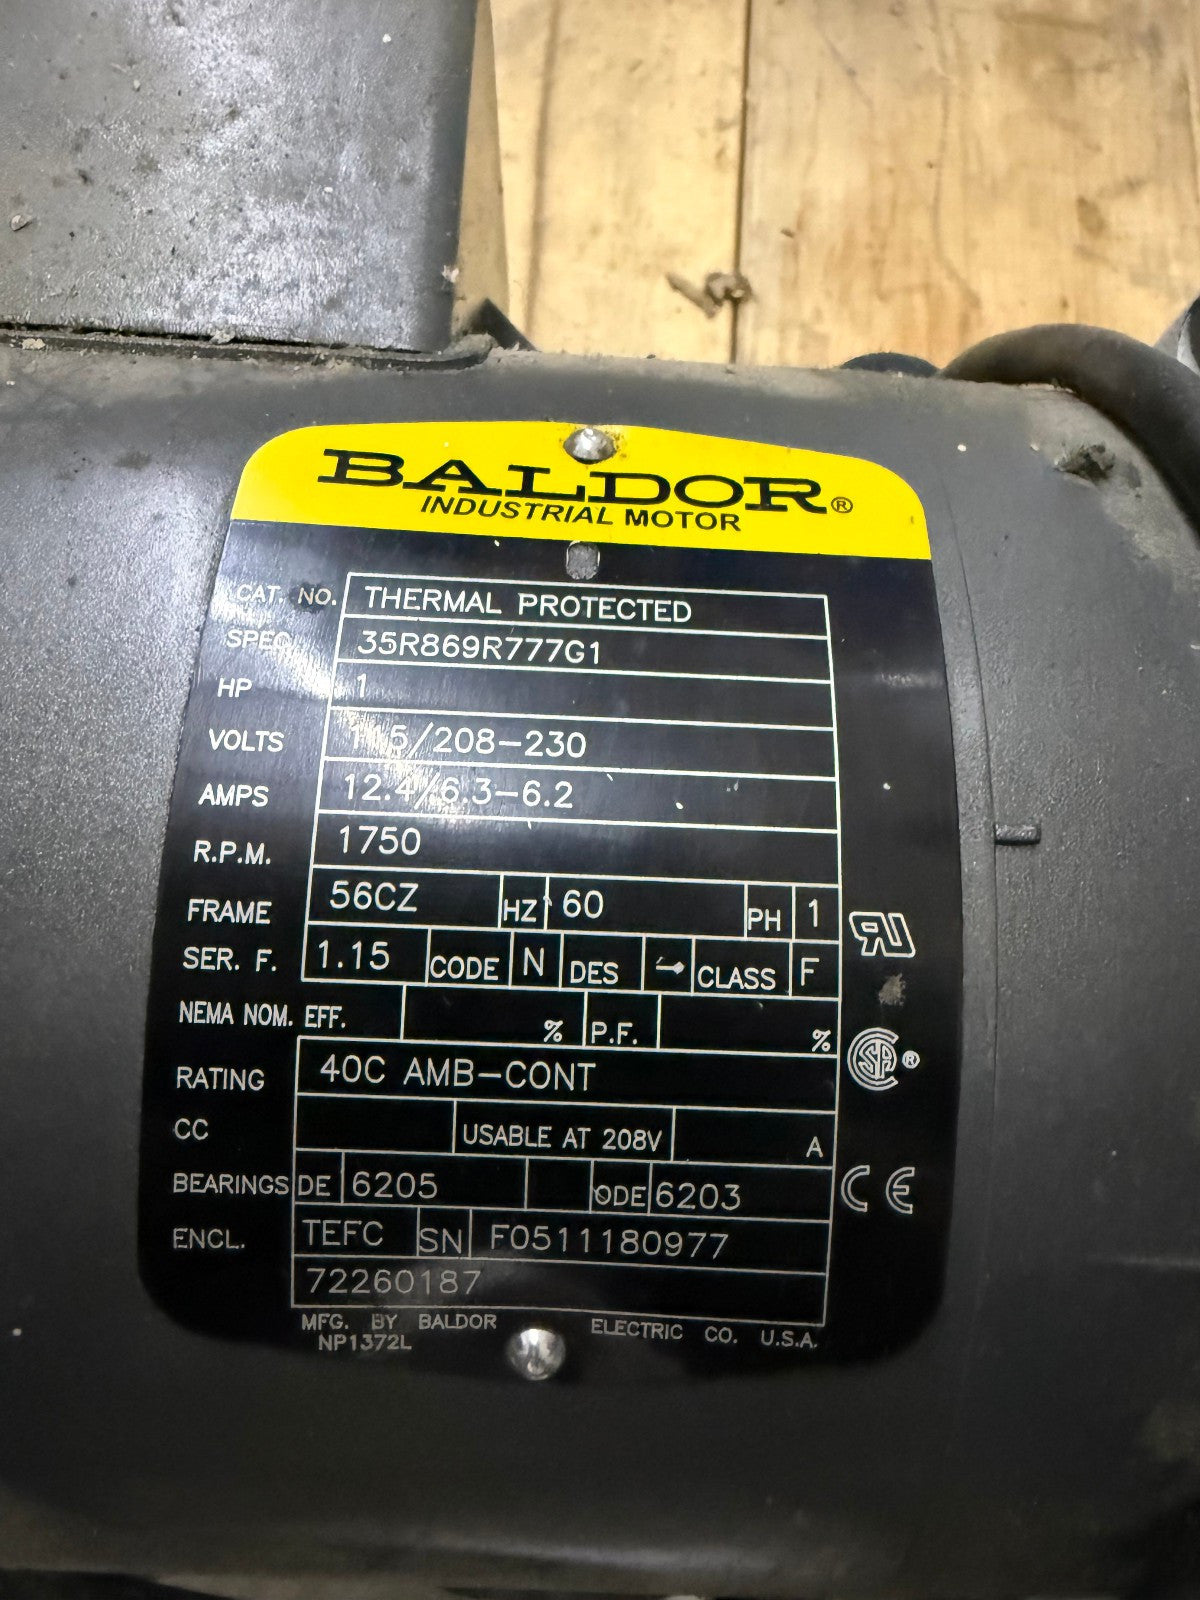 BALDOR®
INDUSTRIAL MOTOR
CAT. NO. THERMAL PROTECTED
SPEC. 35R869R777G1
HP 1
VOLTS 115/208-230
AMPS 12.4/6.3-6.2
R.P.M. 1750
FRAME 56CZ HZ 60 PH 1
SER. F. 1.15 CODE N DES CLASS F
NEMA NOM. EFF. % P.F. %
RATING 40C AMB-CONT
CC USABLE AT 208V A
BEARINGS DE 6205 ODE 6203
ENCL. TEFC SN F0511180977
72260187
MFG. BY BALDOR ELECTRIC CO. U.S.A.
NP1372L
RU
SA®
CE